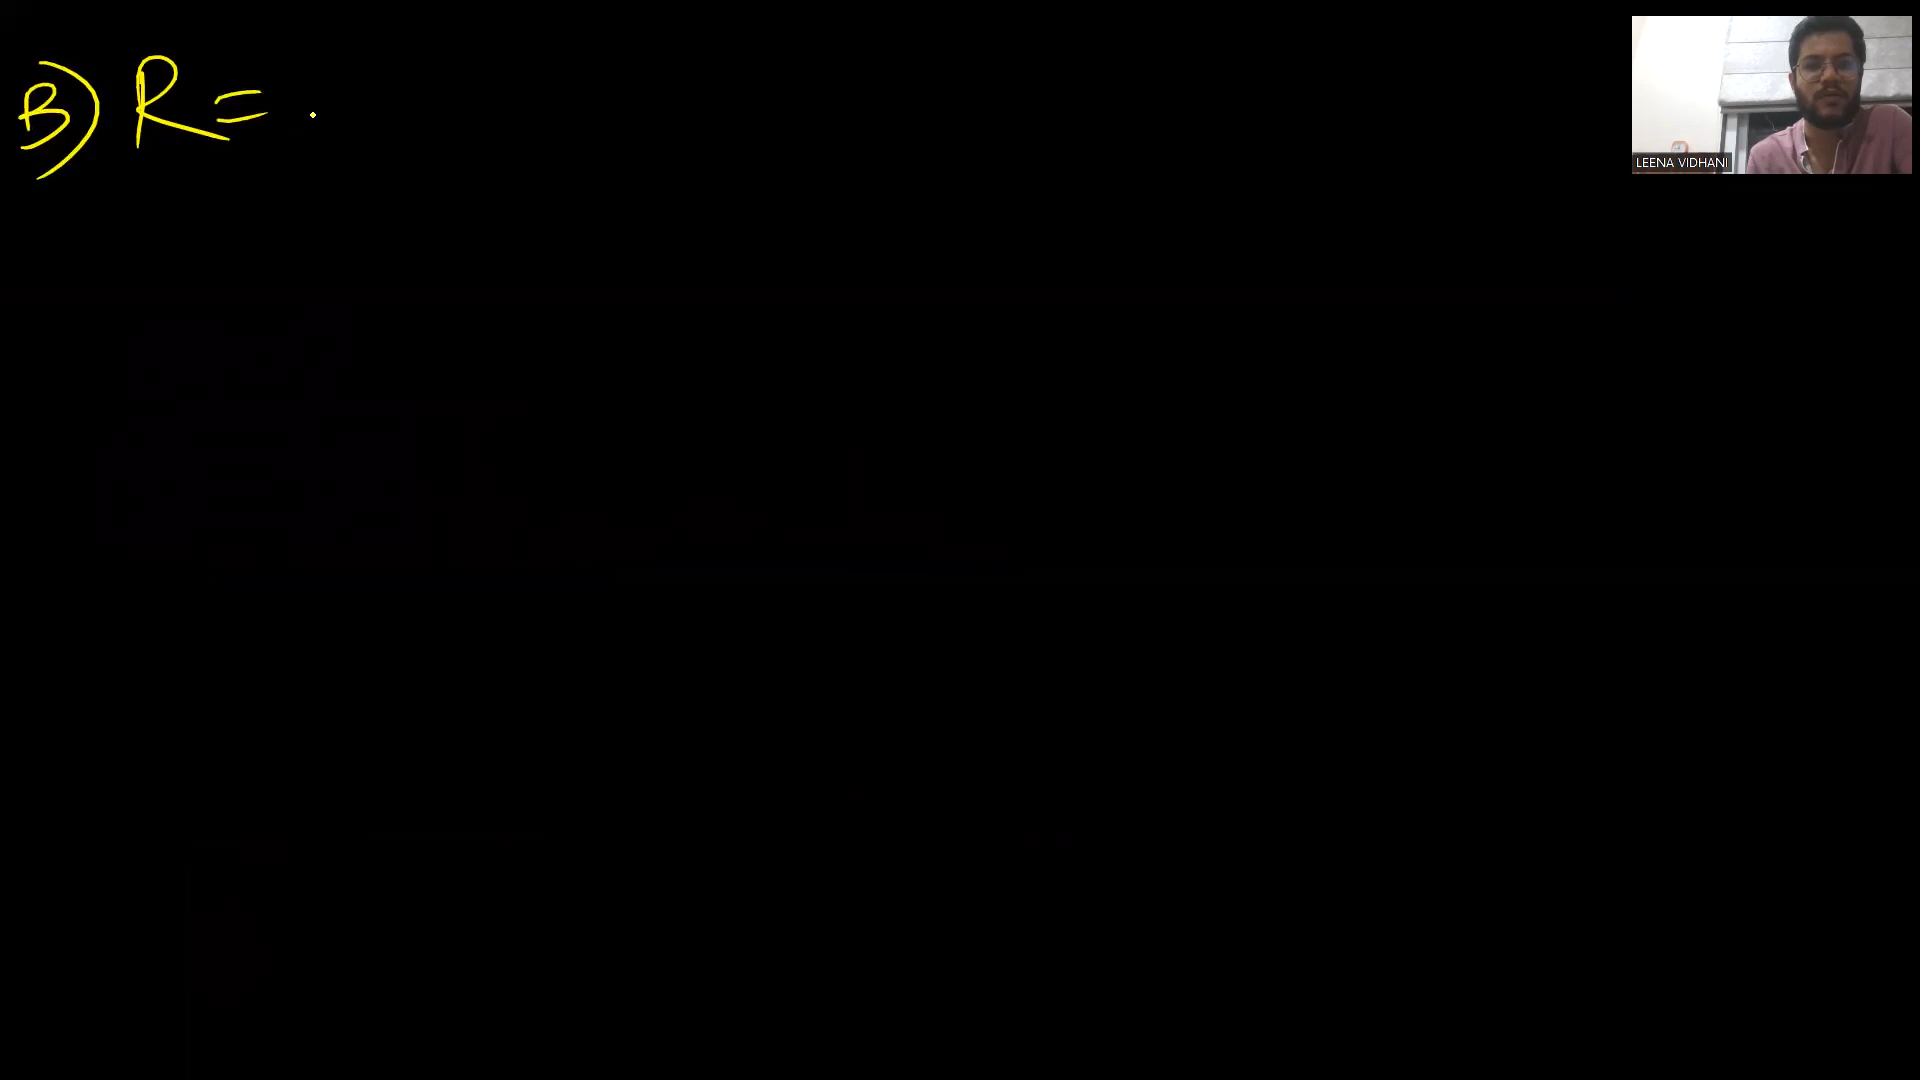 B) R = .
LEENA VIDHANI